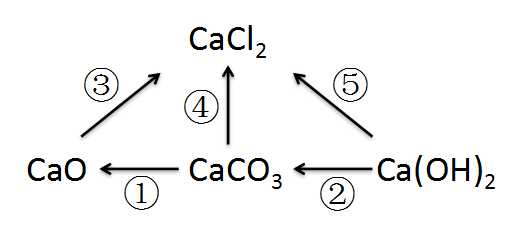 CaCl₂
③ ④ ⑤
CaO CaCO₃ Ca(OH)₂
① ②